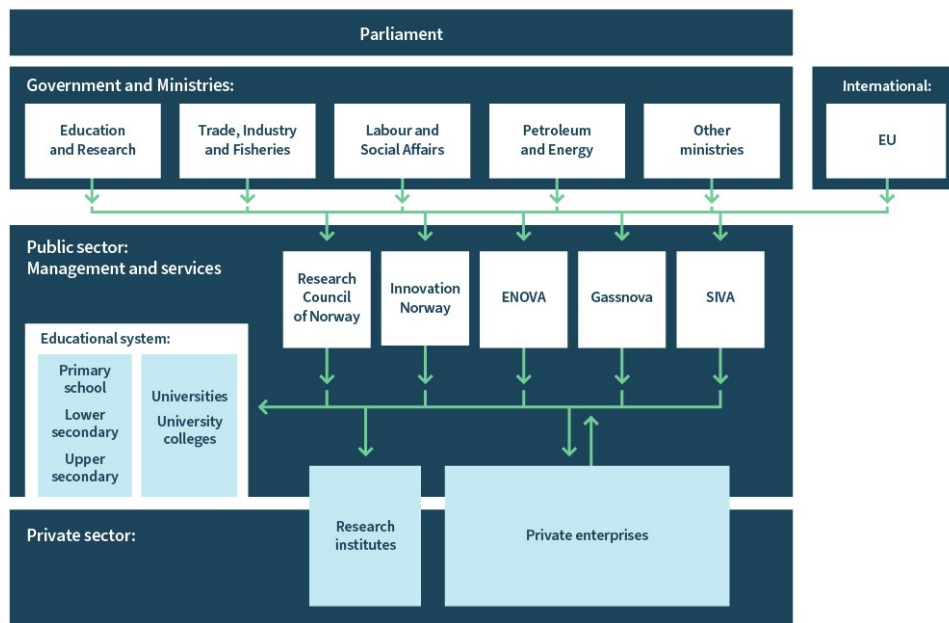 Parliament
Government and Ministries:
Education
and Research
Trade, Industry
and Fisheries
Labour and
Social Affairs
Petroleum
and Energy
Other
ministries
International:
EU
Public sector:
Management and services
Research
Council
of Norway
Innovation
Norway
ENOVA
Gassnova
SIVA
Educational system:
Primary
school
Lower
secondary
Upper
secondary
Universities
University
colleges
Private sector:
Research
institutes
Private enterprises